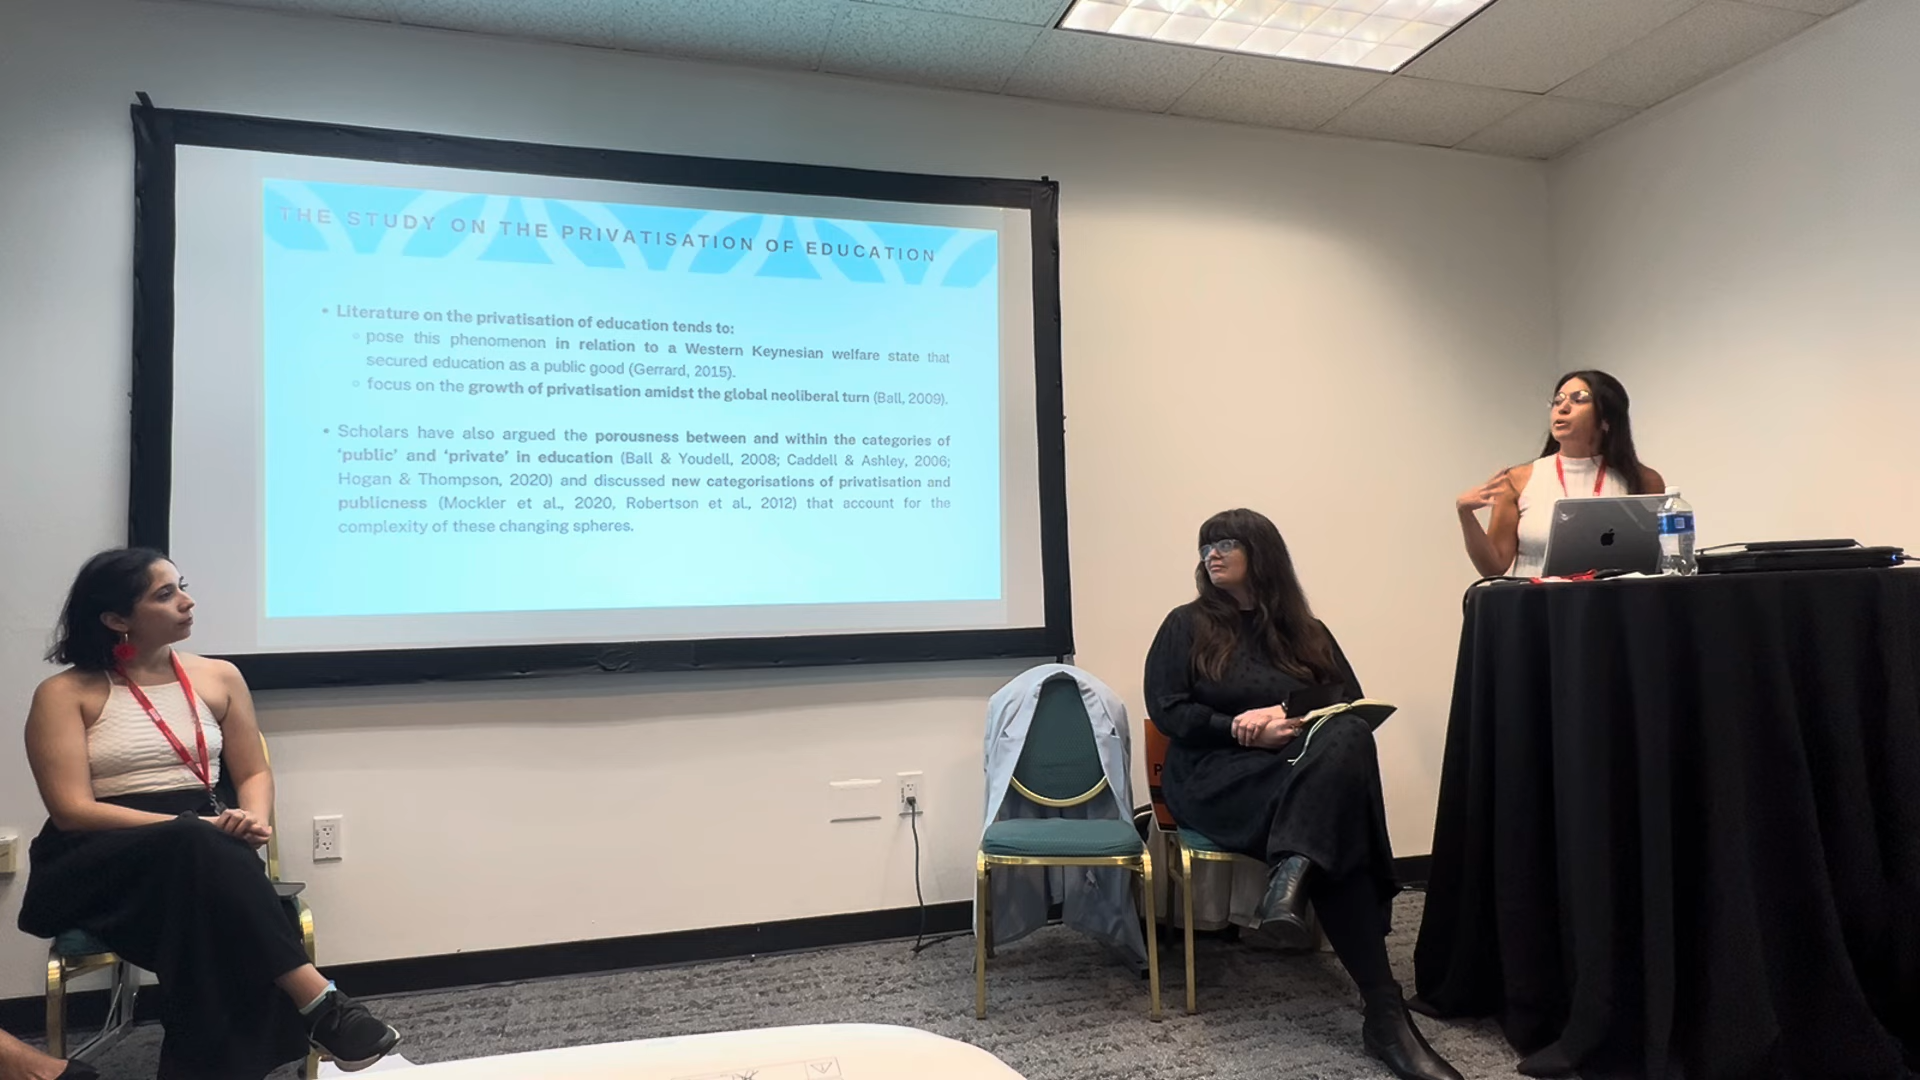 THE STUDY ON THE PRIVATISATION OF EDUCATION
• Literature on the privatisation of education tends to:
◦ pose this phenomenon in relation to a Western Keynesian welfare state that
secured education as a public good (Gerrard, 2015).
◦ focus on the growth of privatisation amidst the global neoliberal turn (Ball, 2009).
• Scholars have also argued the porousness between and within the categories of
‘public’ and ‘private’ in education (Ball & Youdell, 2008; Caddell & Ashley, 2006;
Hogan & Thompson, 2020) and discussed new categorisations of privatisation and
publicness (Mockler et al., 2020, Robertson et al., 2012) that account for the
complexity of these changing spheres.
P